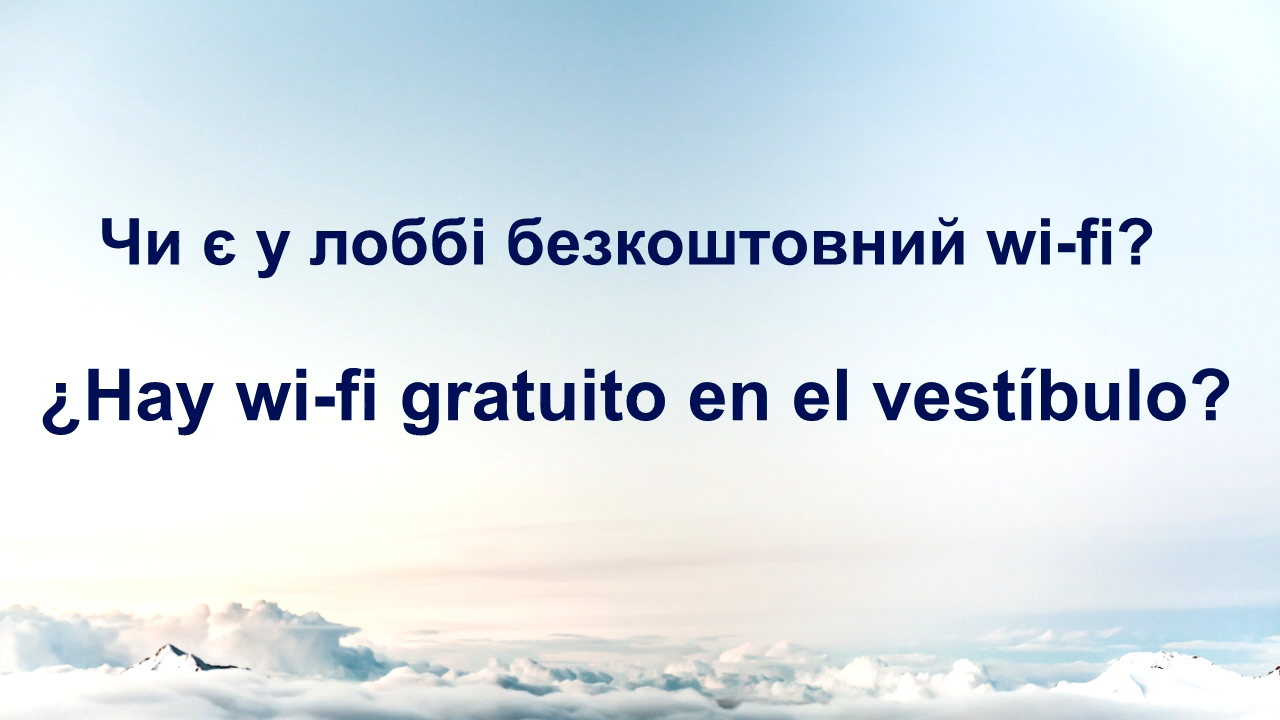 Чи є у лоббі безкоштовний wi-fi?
¿Hay wi-fi gratuito en el vestíbulo?